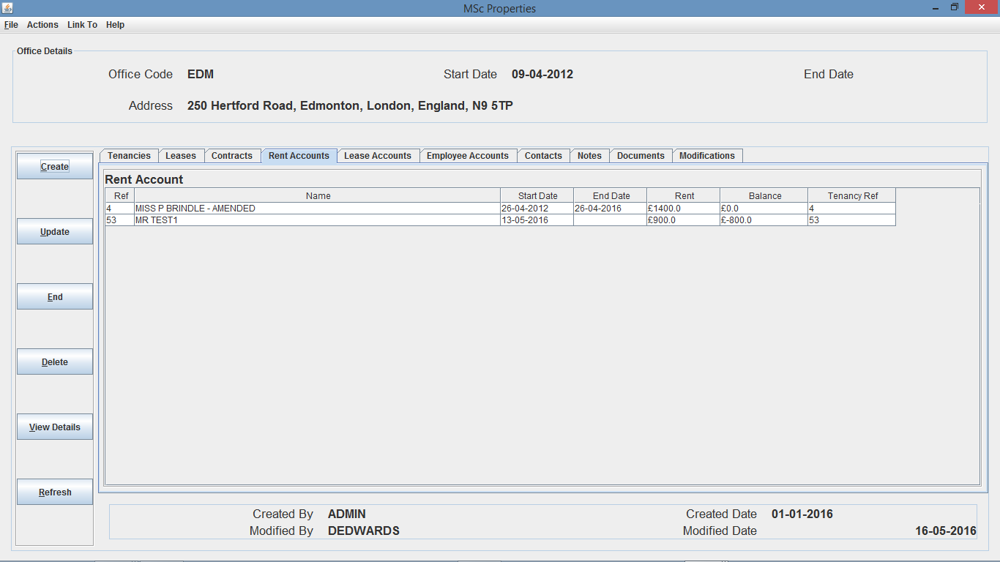 MSc Properties
File Actions Link To Help
Office Details
Office Code EDM Start Date 09-04-2012 End Date
Address 250 Hertford Road, Edmonton, London, England, N9 5TP
Create
Update
End
Delete
View Details
Refresh
Tenancies Leases Contracts Rent Accounts Lease Accounts Employee Accounts Contacts Notes Documents Modifications
Rent Account
Ref Name Start Date End Date Rent Balance Tenancy Ref
4 MISS P BRINDLE - AMENDED 26-04-2012 26-04-2016 £1400.0 £0.0 4
53 MR TEST1 13-05-2016 £900.0 £-800.0 53
Created By ADMIN Created Date 01-01-2016
Modified By DEDWARDS Modified Date 16-05-2016